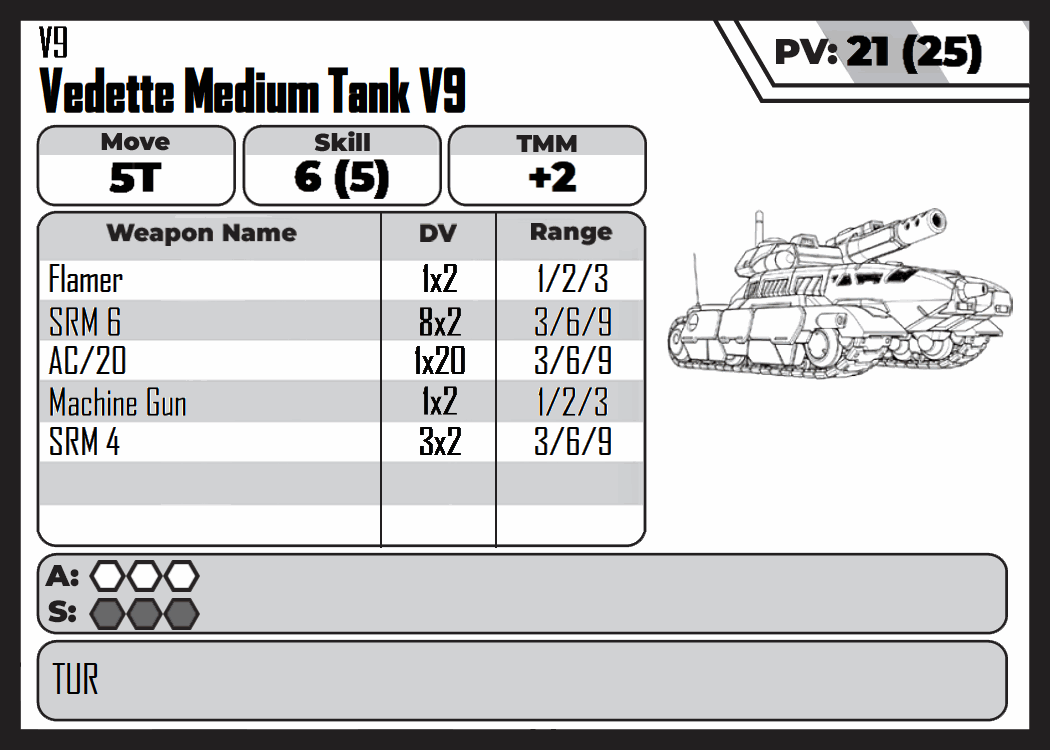 V9
Vedette Medium Tank V9
PV: 21 (25)
Move Skill TMM
5T 6 (5) +2
Weapon Name DV Range
Flamer 1x2 1/2/3
SRM 6 8x2 3/6/9
AC/20 1x20 3/6/9
Machine Gun 1x2 1/2/3
SRM 4 3x2 3/6/9
A:
S:
TUR